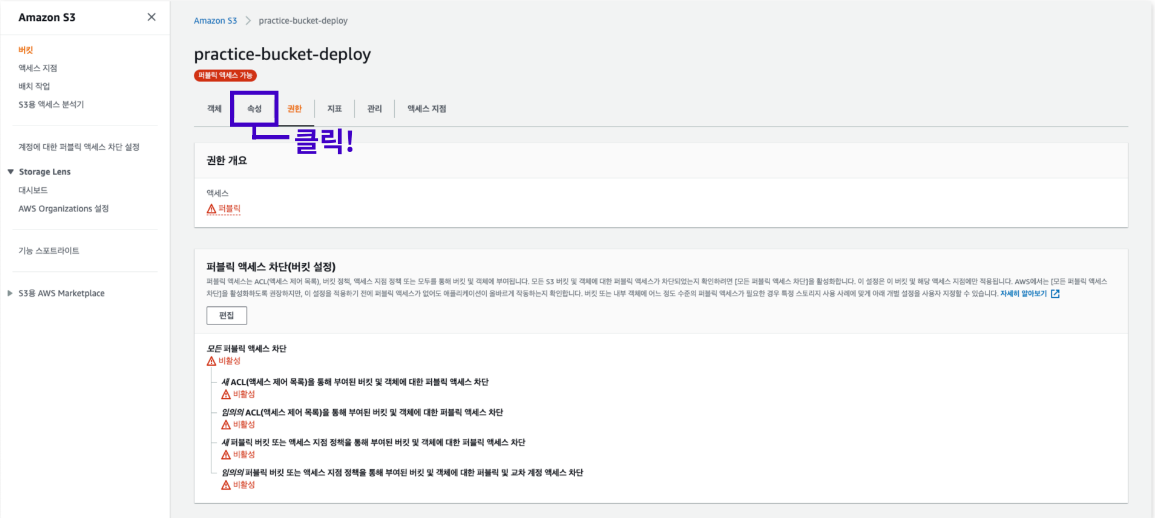 Amazon S3
버킷
액세스 지점
배치 작업
S3용 액세스 분석기
계정에 대한 퍼블릭 액세스 차단 설정
Storage Lens
대시보드
AWS Organizations 설정
기능 스포트라이트
S3용 AWS Marketplace
Amazon S3 > practice-bucket-deploy
practice-bucket-deploy
퍼블릭 액세스 가능
객체 속성 권한 지표 관리 액세스 지점
클릭!
권한 개요
액세스
퍼블릭
퍼블릭 액세스 차단(버킷 설정)
퍼블릭 액세스는 ACL(액세스 제어 목록), 버킷 정책, 액세스 지점 정책 또는 모두를 통해 버킷 및 객체에 부여됩니다. 모든 S3 버킷 및 객체에 대한 퍼블릭 액세스가 차단되었는지 확인하려면 [모든 퍼블릭 액세스 차단]을 활성화합니다. 이 설정은 이 버킷 및 해당 액세스 지점에만 적용됩니다. AWS에서는 [모든 퍼블릭 액세스
차단]을 활성화하도록 권장하지만, 이 설정을 적용하기 전에 퍼블릭 액세스가 없어도 애플리케이션이 올바르게 작동하는지 확인합니다. 버킷 또는 내부 객체에 어느 정도 수준의 퍼블릭 액세스가 필요한 경우 특정 스토리지 사용 사례에 맞게 아래 개별 설정을 사용자 지정할 수 있습니다. 자세히 알아보기
편집
모든 퍼블릭 액세스 차단
비활성
새 ACL(액세스 제어 목록)을 통해 부여된 버킷 및 객체에 대한 퍼블릭 액세스 차단
비활성
임의의 ACL(액세스 제어 목록)을 통해 부여된 버킷 및 객체에 대한 퍼블릭 액세스 차단
비활성
새 퍼블릭 버킷 또는 액세스 지점 정책을 통해 부여된 버킷 및 객체에 대한 퍼블릭 액세스 차단
비활성
임의의 퍼블릭 버킷 또는 액세스 지점 정책을 통해 부여된 버킷 및 객체에 대한 퍼블릭 및 교차 계정 액세스 차단
비활성